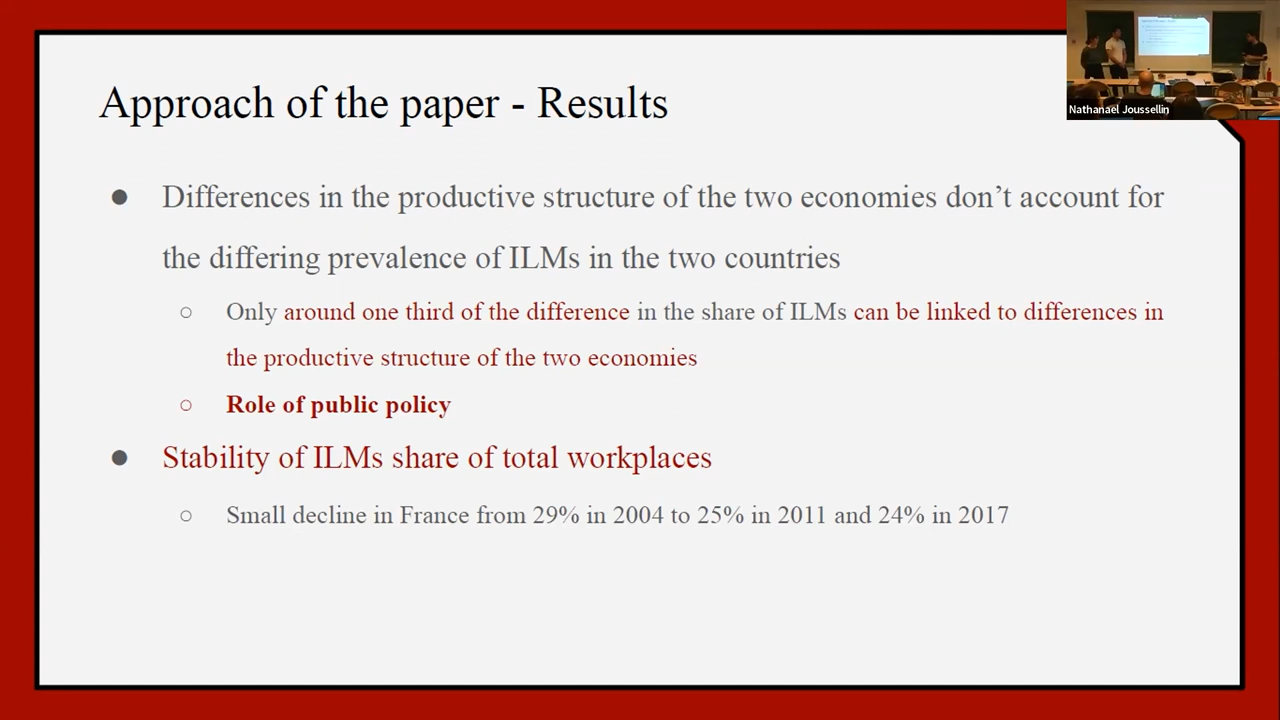 Approach of the paper - Results
Nathanael Joussellin
● Differences in the productive structure of the two economies don’t account for
the differing prevalence of ILMs in the two countries
○ Only around one third of the difference in the share of ILMs can be linked to differences in
the productive structure of the two economies
○ Role of public policy
● Stability of ILMs share of total workplaces
○ Small decline in France from 29% in 2004 to 25% in 2011 and 24% in 2017